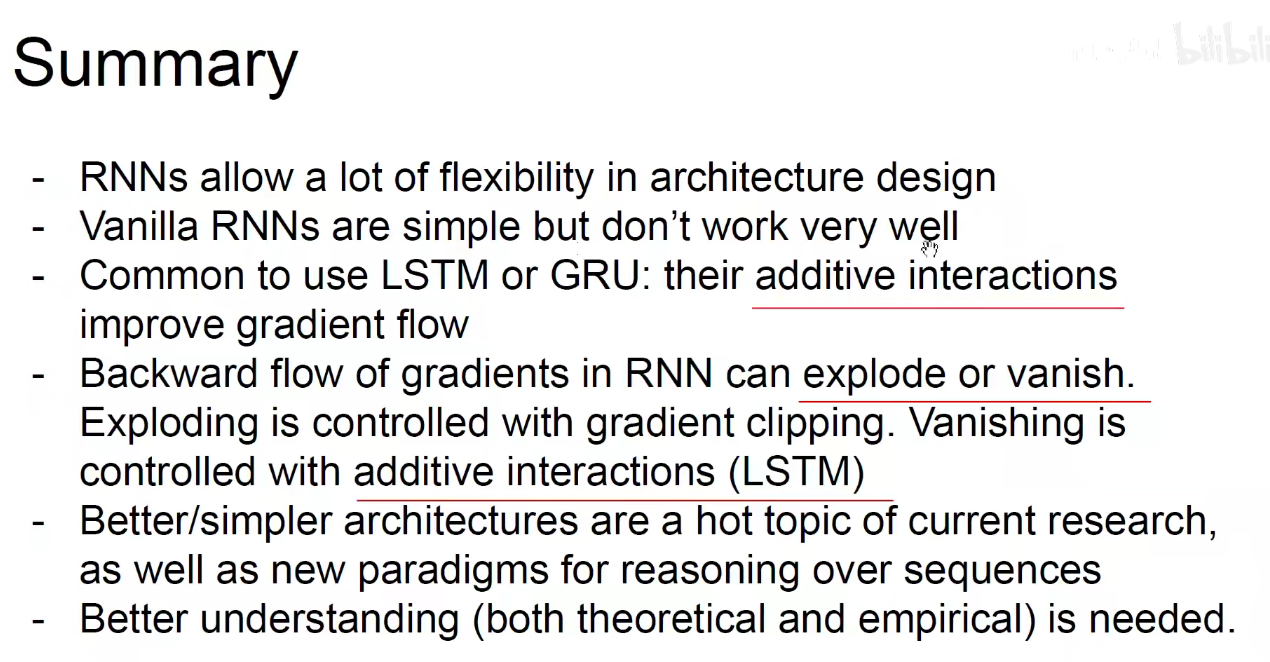 bilibili
Summary
- RNNs allow a lot of flexibility in architecture design
- Vanilla RNNs are simple but don’t work very well
- Common to use LSTM or GRU: their additive interactions
improve gradient flow
- Backward flow of gradients in RNN can explode or vanish.
Exploding is controlled with gradient clipping. Vanishing is
controlled with additive interactions (LSTM)
- Better/simpler architectures are a hot topic of current research,
as well as new paradigms for reasoning over sequences
- Better understanding (both theoretical and empirical) is needed.